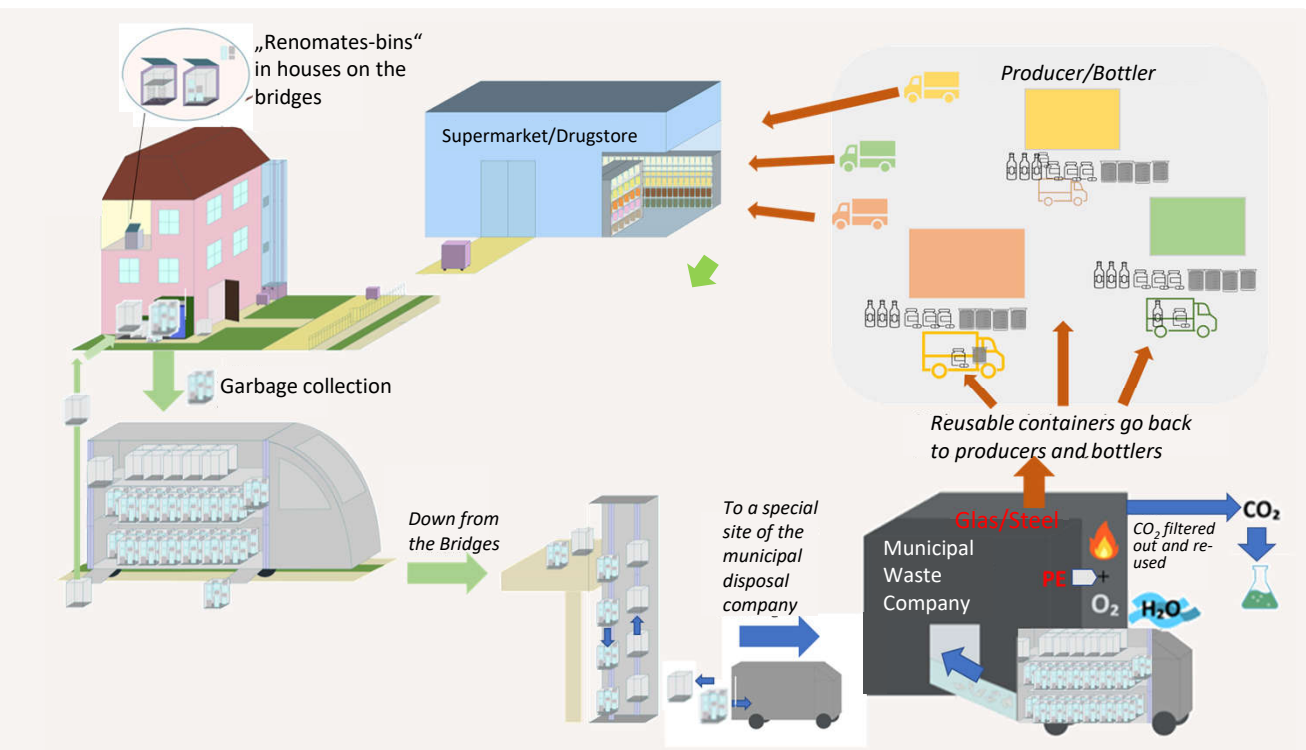 „Renomates-bins“
in houses on the
bridges
Supermarket/Drugstore
Producer/Bottler
Garbage collection
Reusable containers go back
to producers and bottlers
Down from
the Bridges
To a special
site of the
municipal
disposal
company
Glas/Steel
Municipal
Waste
Company
PE
+
O₂
H₂O
CO₂ filtered
out and re-
used
CO₂